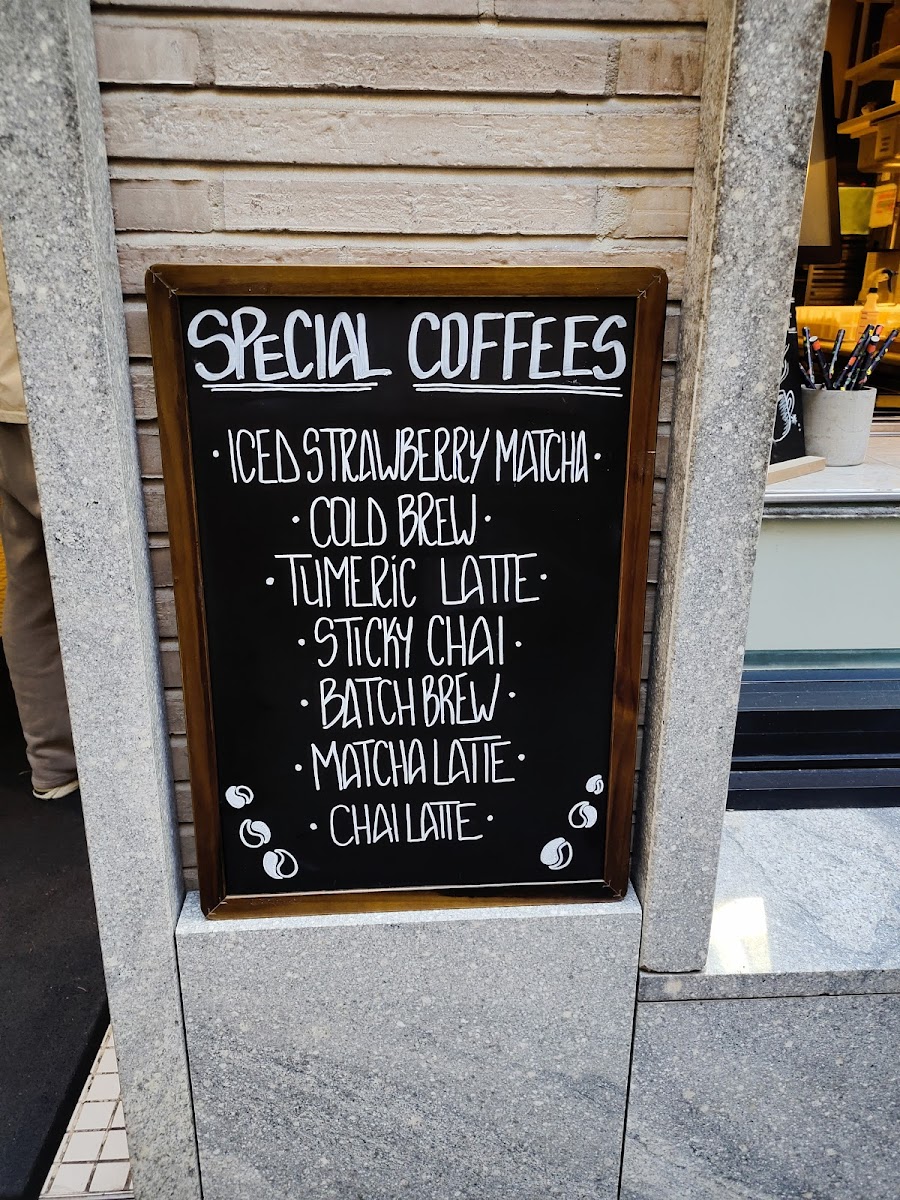 SPECIAL COFFEES
· ICED STRAWBERRY MATCHA ·
· COLD BREW ·
· TUMERIC LATTE ·
· STICKY CHAI ·
· BATCH BREW ·
· MATCHA LATTE ·
· CHAI LATTE ·